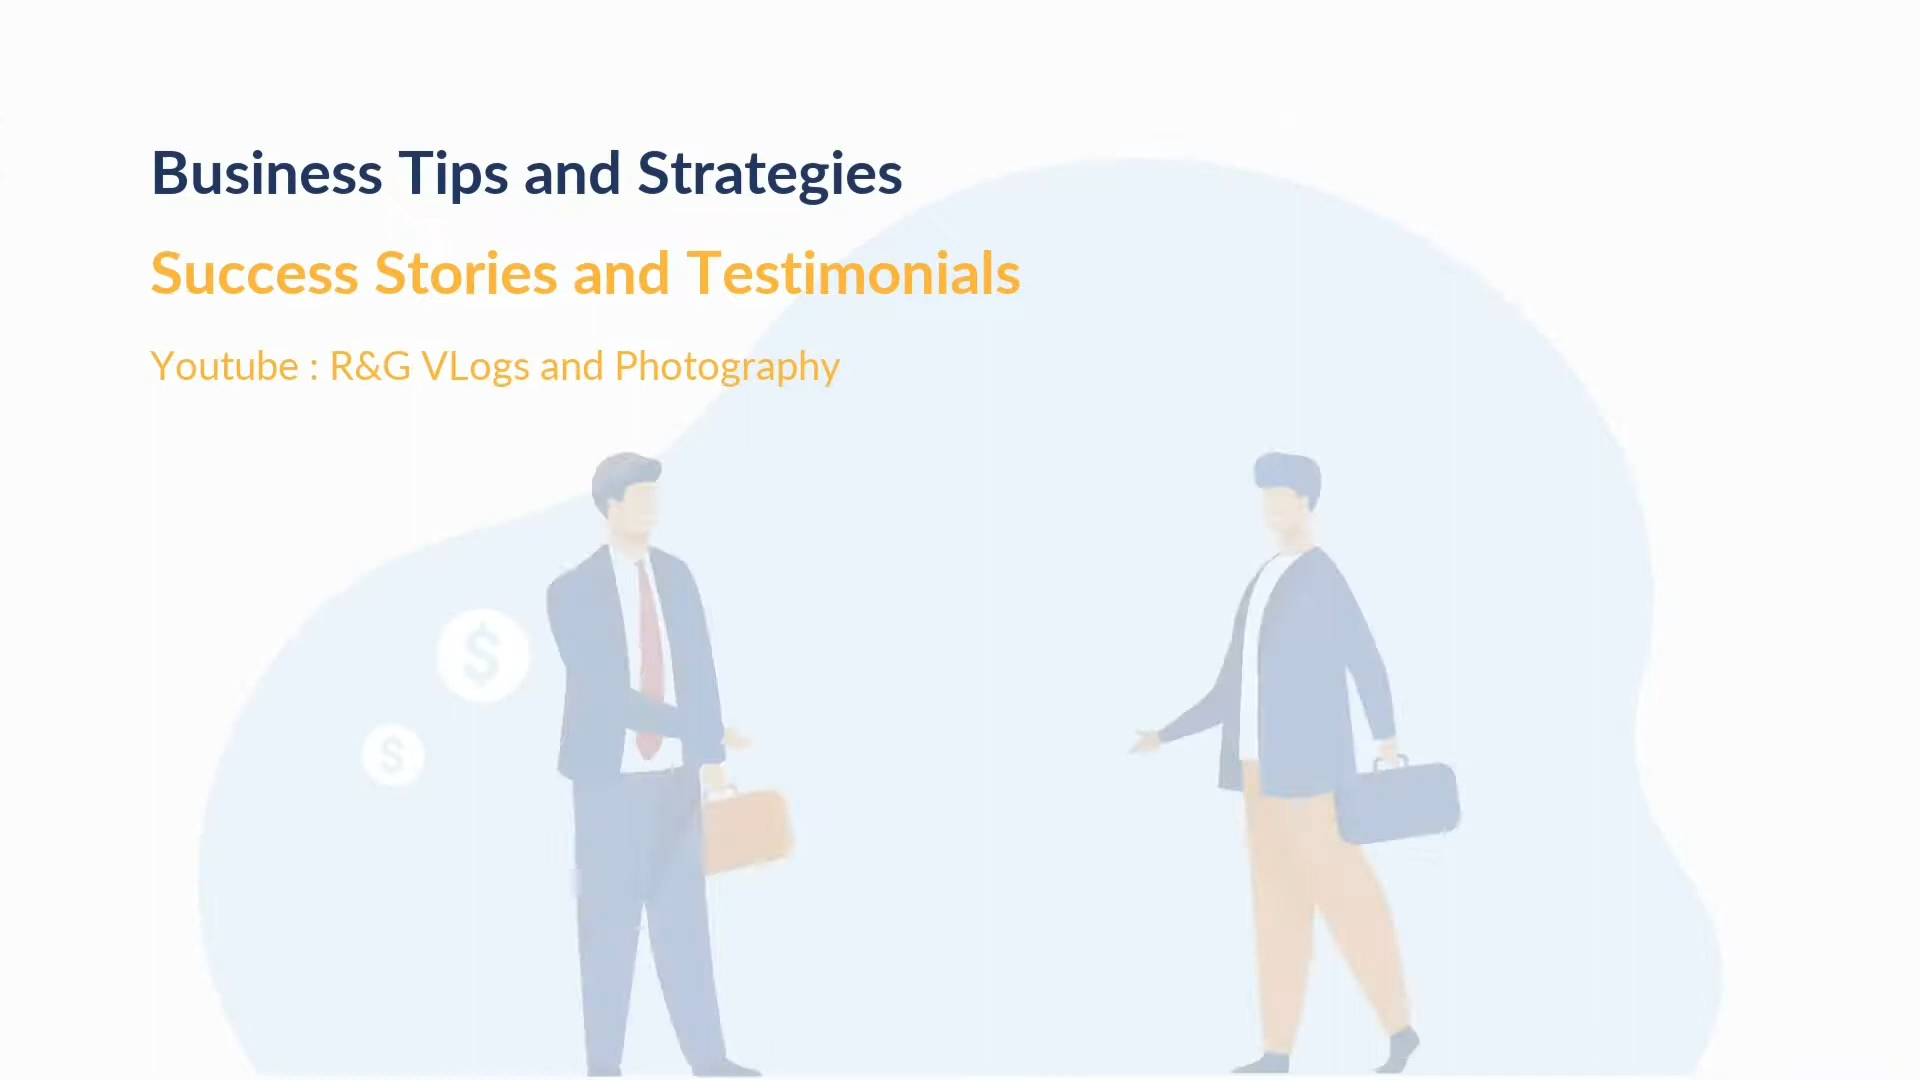 Business Tips and Strategies
Success Stories and Testimonials
Youtube : R&G VLogs and Photography
$
$